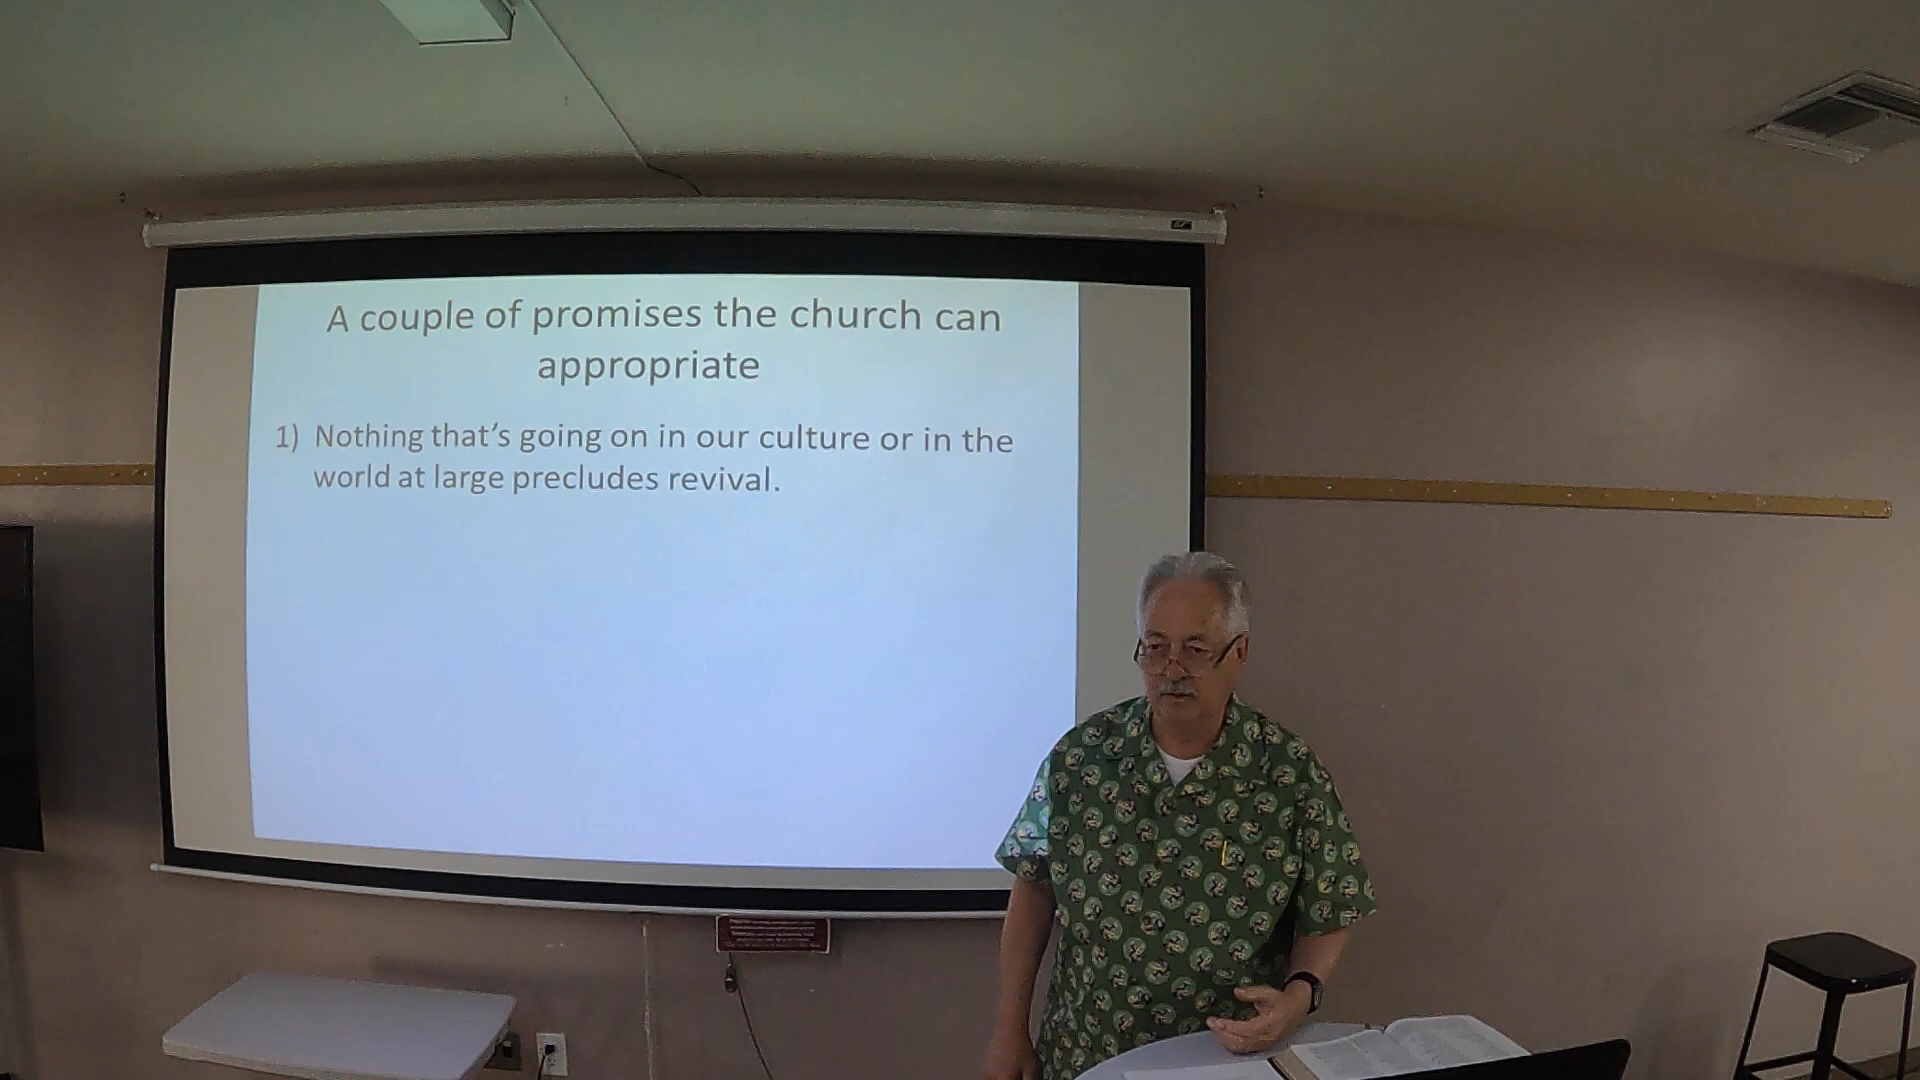 A couple of promises the church can
appropriate
1) Nothing that's going on in our culture or in the
world at large precludes revival.